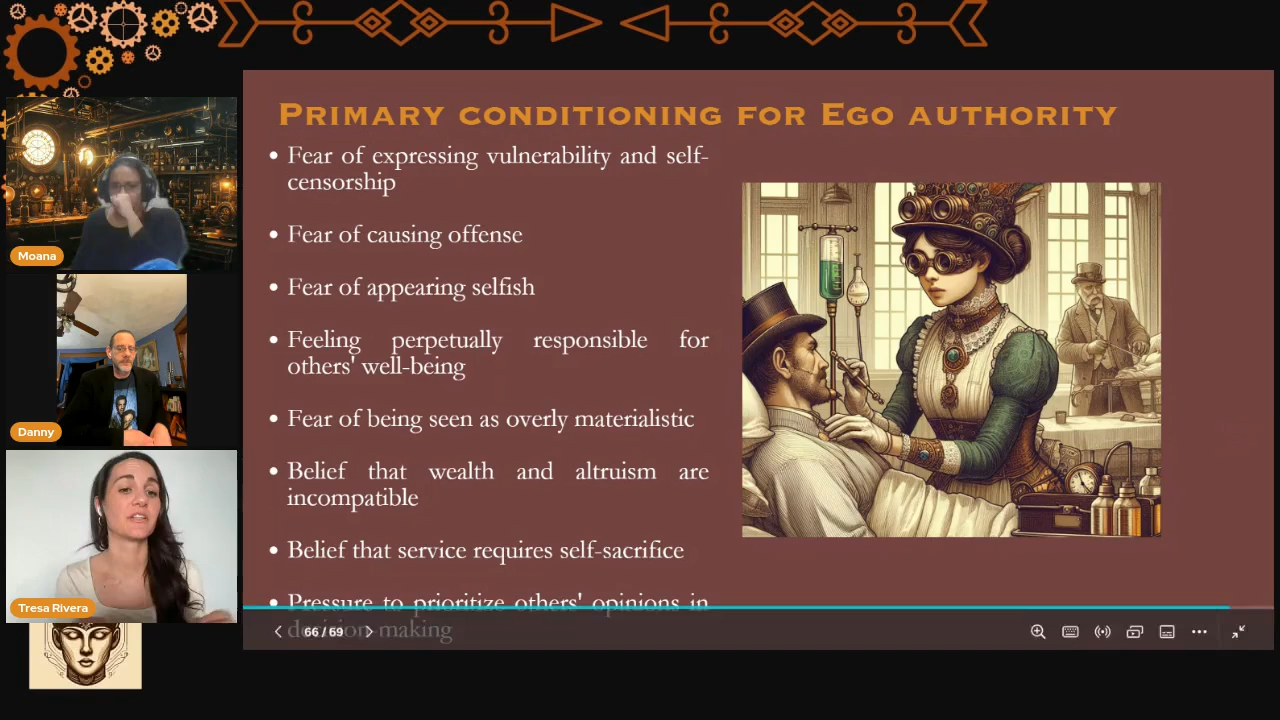 Primary conditioning for Ego authority
• Fear of expressing vulnerability and self-
censorship
• Fear of causing offense
• Fear of appearing selfish
• Feeling perpetually responsible for
others' well-being
• Fear of being seen as overly materialistic
• Belief that wealth and altruism are
incompatible
• Belief that service requires self-sacrifice
• Pressure to prioritize others' opinions in
decision making
66 / 69
Moana
Danny
Tresa Rivera